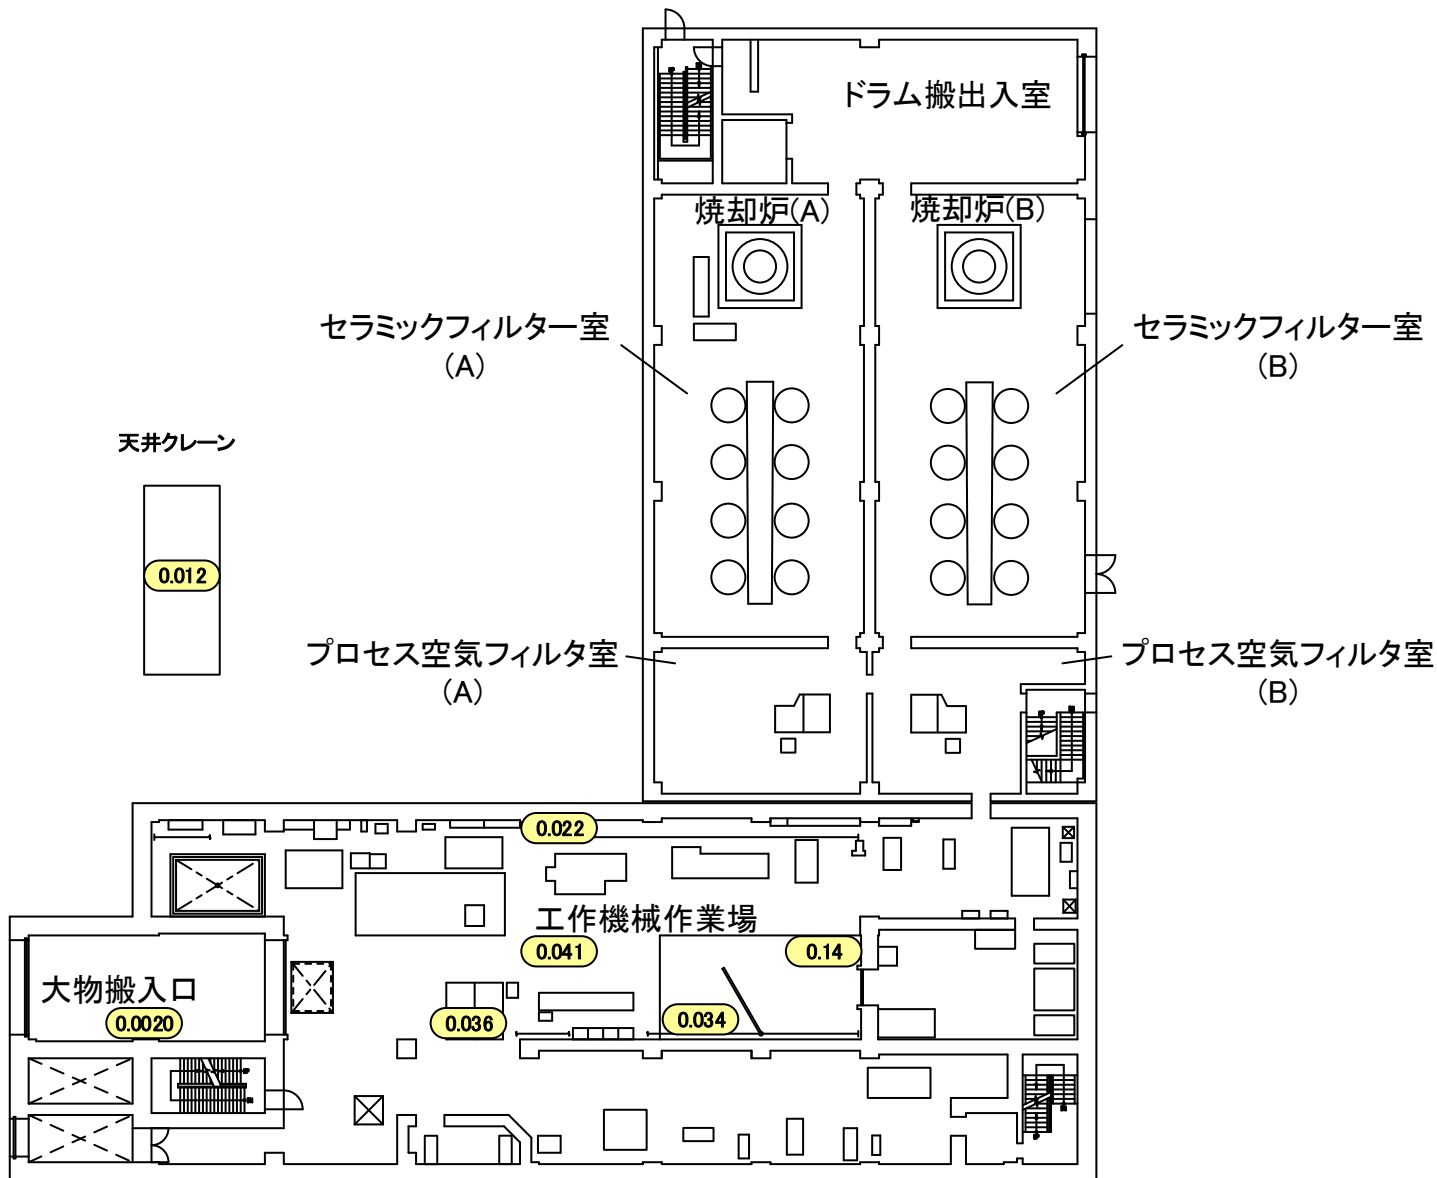 ドラム搬出入室
焼却炉(A)
焼却炉(B)
セラミックフィルター室
(A)
セラミックフィルター室
(B)
天井クレーン
0.012
プロセス空気フィルタ室
(A)
プロセス空気フィルタ室
(B)
0.022
工作機械作業場
0.041
0.14
大物搬入口
0.0020
0.036
0.034